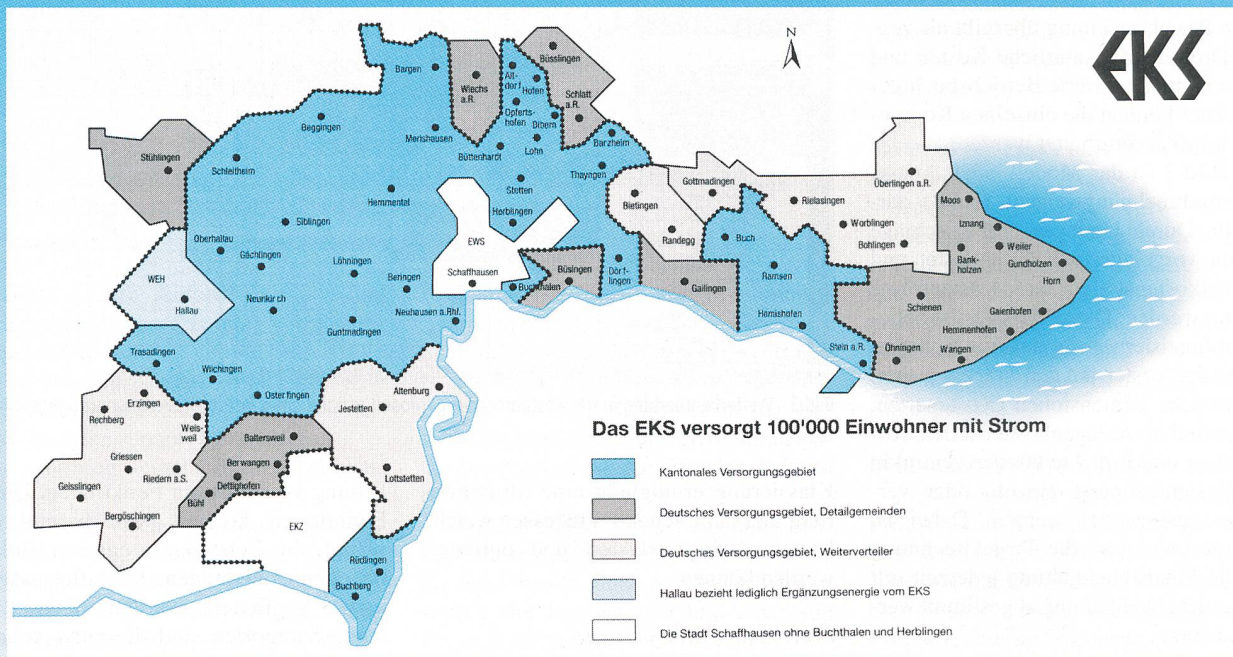 EKS
N
Büsslingen
Bargen
Wiechs
a.R.
Alt-
dorf
Hofen
Schlatt
a.R.
Opferts-
hofen
Bibern
Beggingen
Merishausen
Lohn
Barzheim
Büttenhardt
Stühlingen
Schleitheim
Thayngen
Hemmental
Stetten
Gottmadingen
Überlingen a.R.
Bietingen
Rielasingen
Moos
Siblingen
Herblingen
Worblingen
Iznang
Oberhallau
EWS
Randegg
Buch
Bohlingen
Weiler
Gächlingen
Bank-
holzen
Gundholzen
WEH
Löhningen
Schaffhausen
Büsingen
Dörf-
lingen
Ramsen
Horn
Beringen
Buchthalen
Gailingen
Hallau
Neunkirch
Schienen
Gaienhofen
Neuhausen a.Rhf.
Hemishofen
Guntmadingen
Hemmenhofen
Trasadingen
Stein a.R.
Öhningen
Wangen
Wilchingen
Osterfingen
Altenburg
Erzingen
Jestetten
Rechberg
Weis-
weil
Baltersweil
Griessen
Berwangen
Riedern a.S.
Lottstetten
Geisslingen
Dettighofen
Bühl
Bergöschingen
EKZ
Rüdlingen
Buchberg
Das EKS versorgt 100'000 Einwohner mit Strom
Kantonales Versorgungsgebiet
Deutsches Versorgungsgebiet, Detailgemeinden
Deutsches Versorgungsgebiet, Weiterverteiler
Hallau bezieht lediglich Ergänzungsenergie vom EKS
Die Stadt Schaffhausen ohne Buchthalen und Herblingen